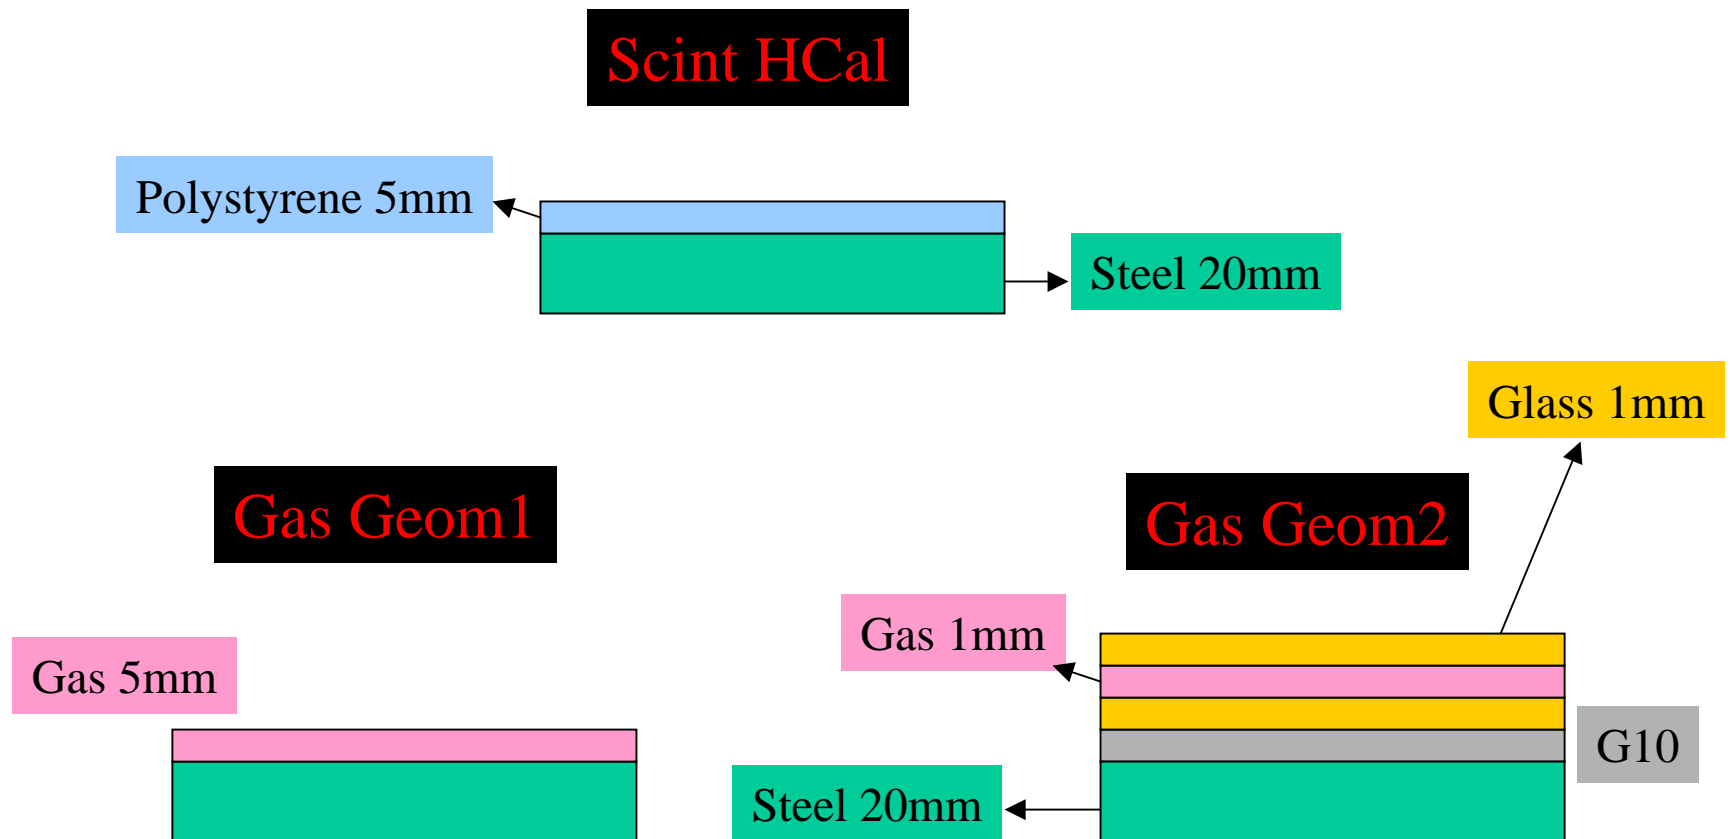 Scint HCal
Polystyrene 5mm
Steel 20mm
Glass 1mm
Gas Geom1
Gas Geom2
Gas 1mm
Gas 5mm
G10
Steel 20mm